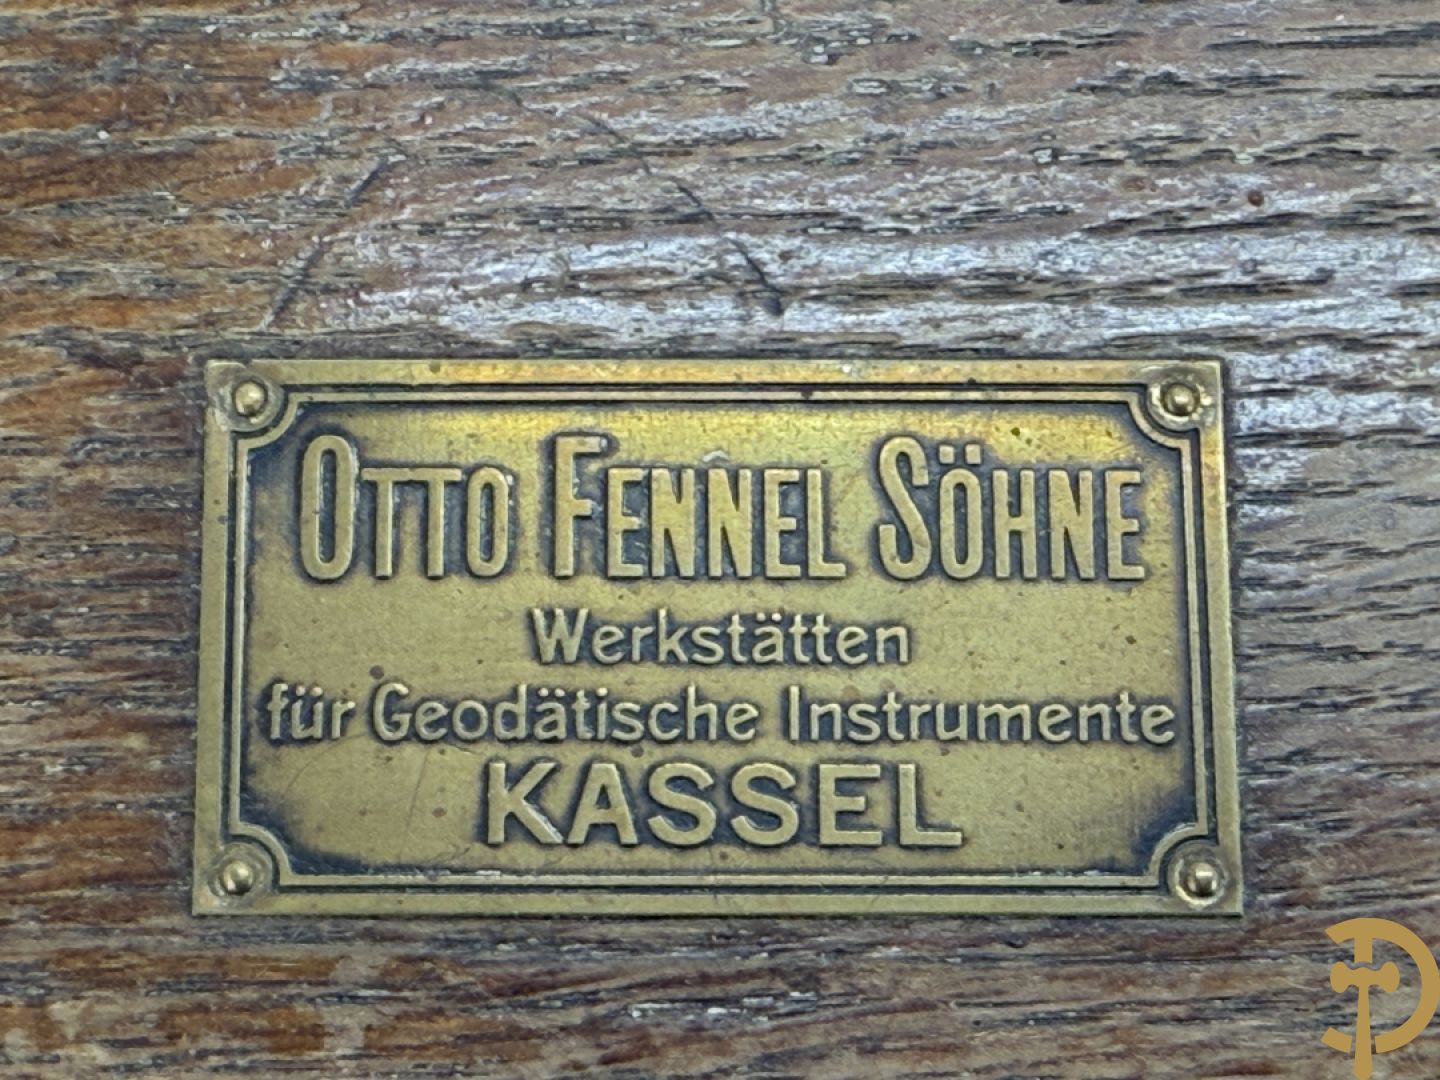 OTTO FENNEL SÖHNE
Werkstätten
für Geodätische Instrumente
KASSEL